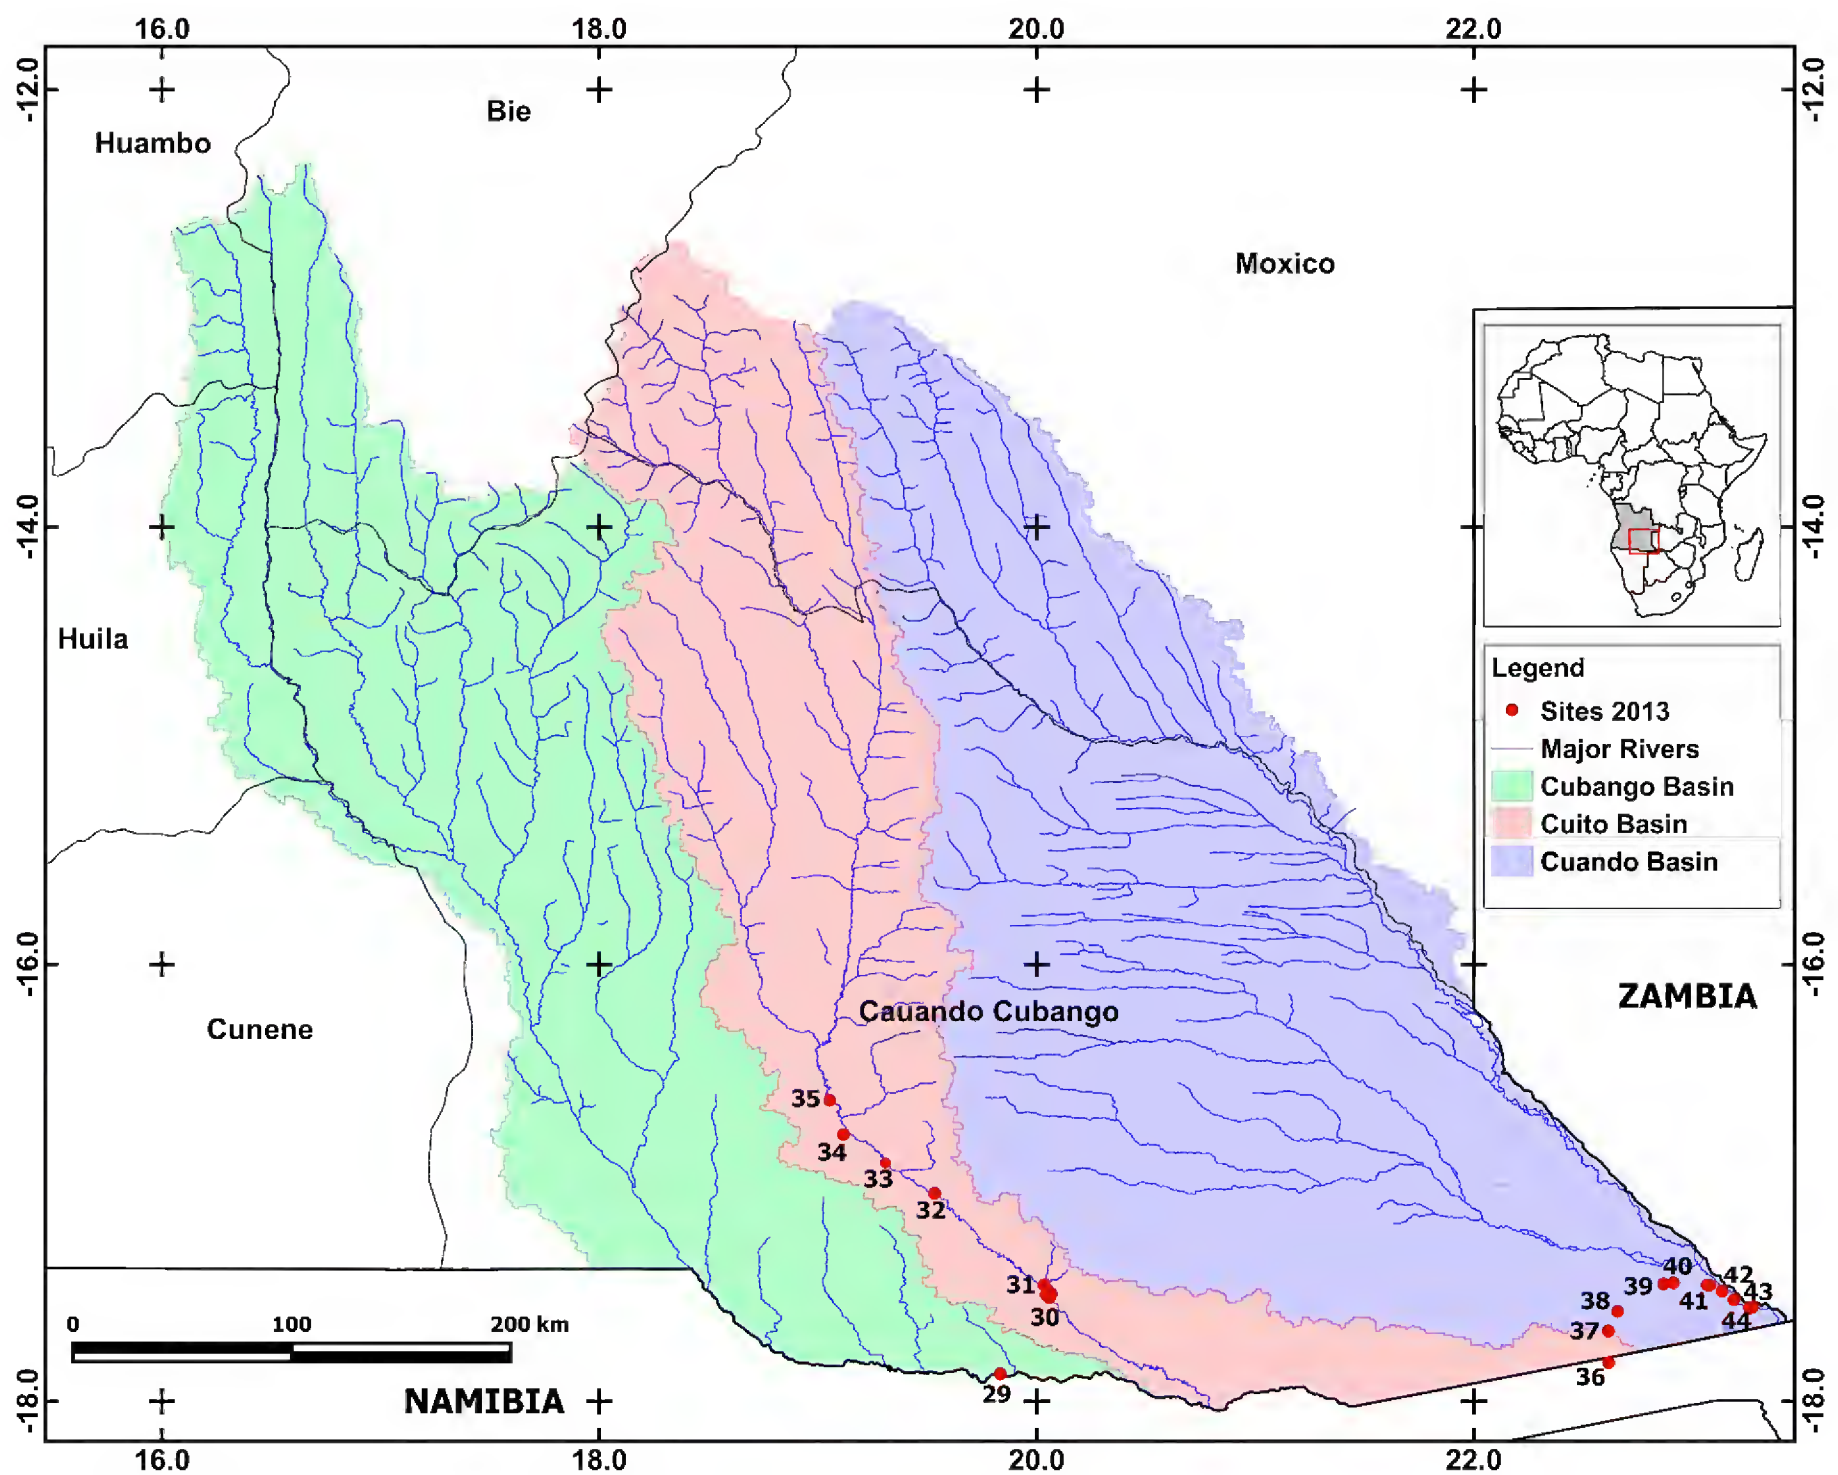 16.0
18.0
20.0
22.0
-12.0
-12.0
Bie
Huambo
Moxico
-14.0
-14.0
Huila
Legend
Sites 2013
Major Rivers
Cubango Basin
Cuito Basin
Cuando Basin
-16.0
-16.0
ZAMBIA
Cauando Cubango
Cunene
35
34
33
32
31
30
40
42
39
43
41
38
44
37
36
29
0
100
200 km
NAMIBIA
-18.0
-18.0
16.0
18.0
20.0
22.0